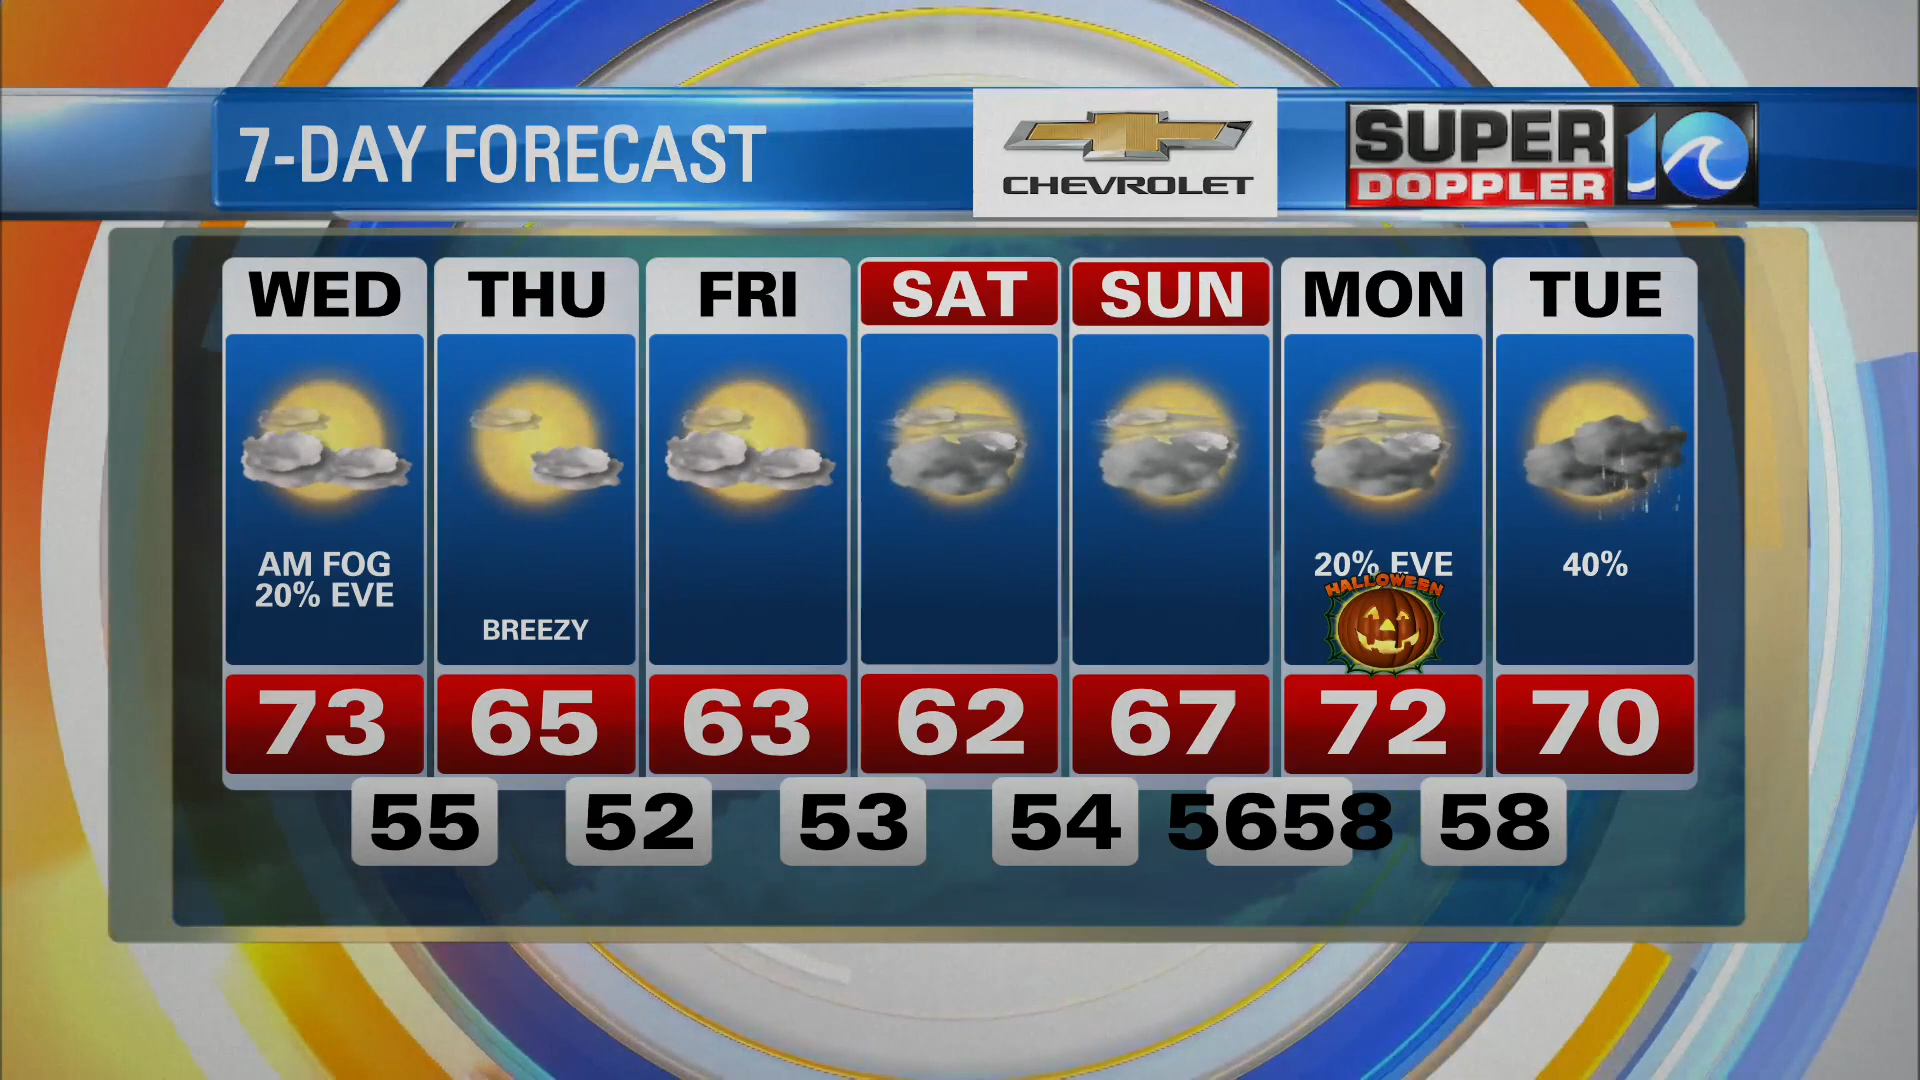 7-DAY FORECAST
CHEVROLET
SUPER
DOPPLER
10
WED THU FRI SAT SUN MON TUE
AM FOG
20% EVE
BREEZY
20% EVE
HALLOWEEN
40%
73 65 63 62 67 72 70
55 52 53 54 5658 58